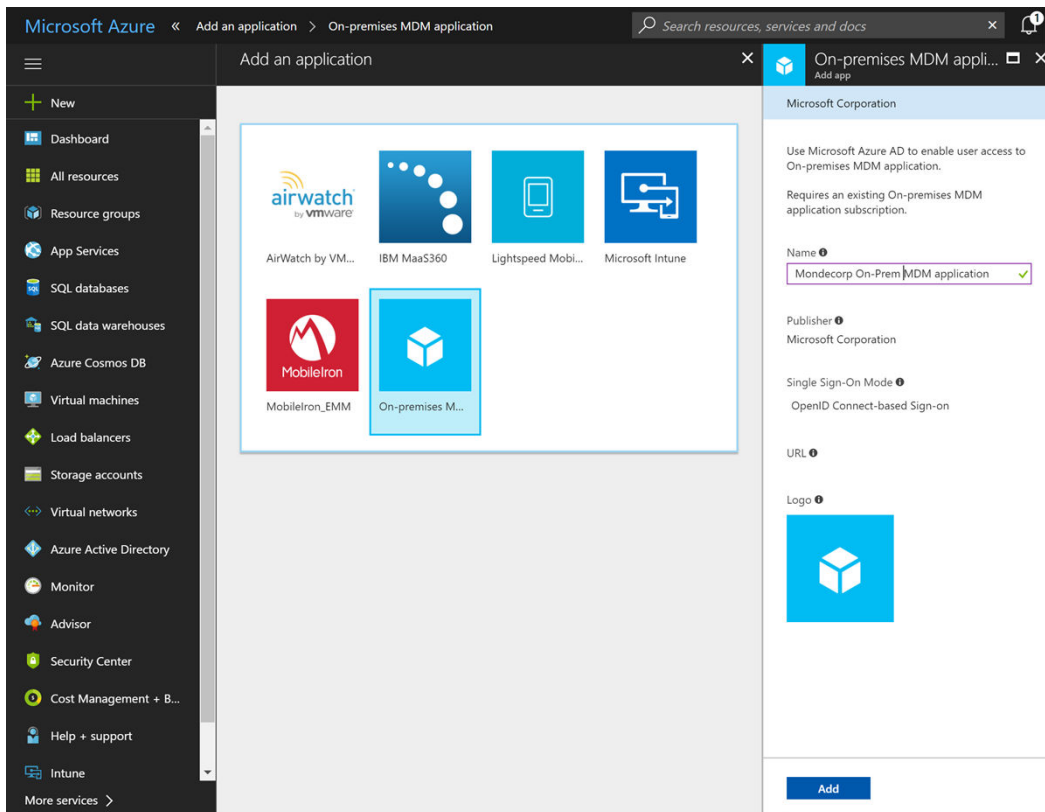 Microsoft Azure « Add an application > On-premises MDM application
Search resources, services and docs
1
Add an application
On-premises MDM appli...
Add app
New
Dashboard
All resources
Resource groups
App Services
SQL databases
SQL data warehouses
Azure Cosmos DB
Virtual machines
Load balancers
Storage accounts
Virtual networks
Azure Active Directory
Monitor
Advisor
Security Center
Cost Management + B...
Help + support
Intune
More services >
airwatch
by vmware
AirWatch by VM...
IBM MaaS360
Lightspeed Mobi...
Microsoft Intune
MobileIron
MobileIron_EMM
On-premises M...
Microsoft Corporation
Use Microsoft Azure AD to enable user access to
On-premises MDM application.
Requires an existing On-premises MDM
application subscription.
Name
Mondecorp On-Prem MDM application
Publisher
Microsoft Corporation
Single Sign-On Mode
OpenID Connect-based Sign-on
URL
Logo
Add